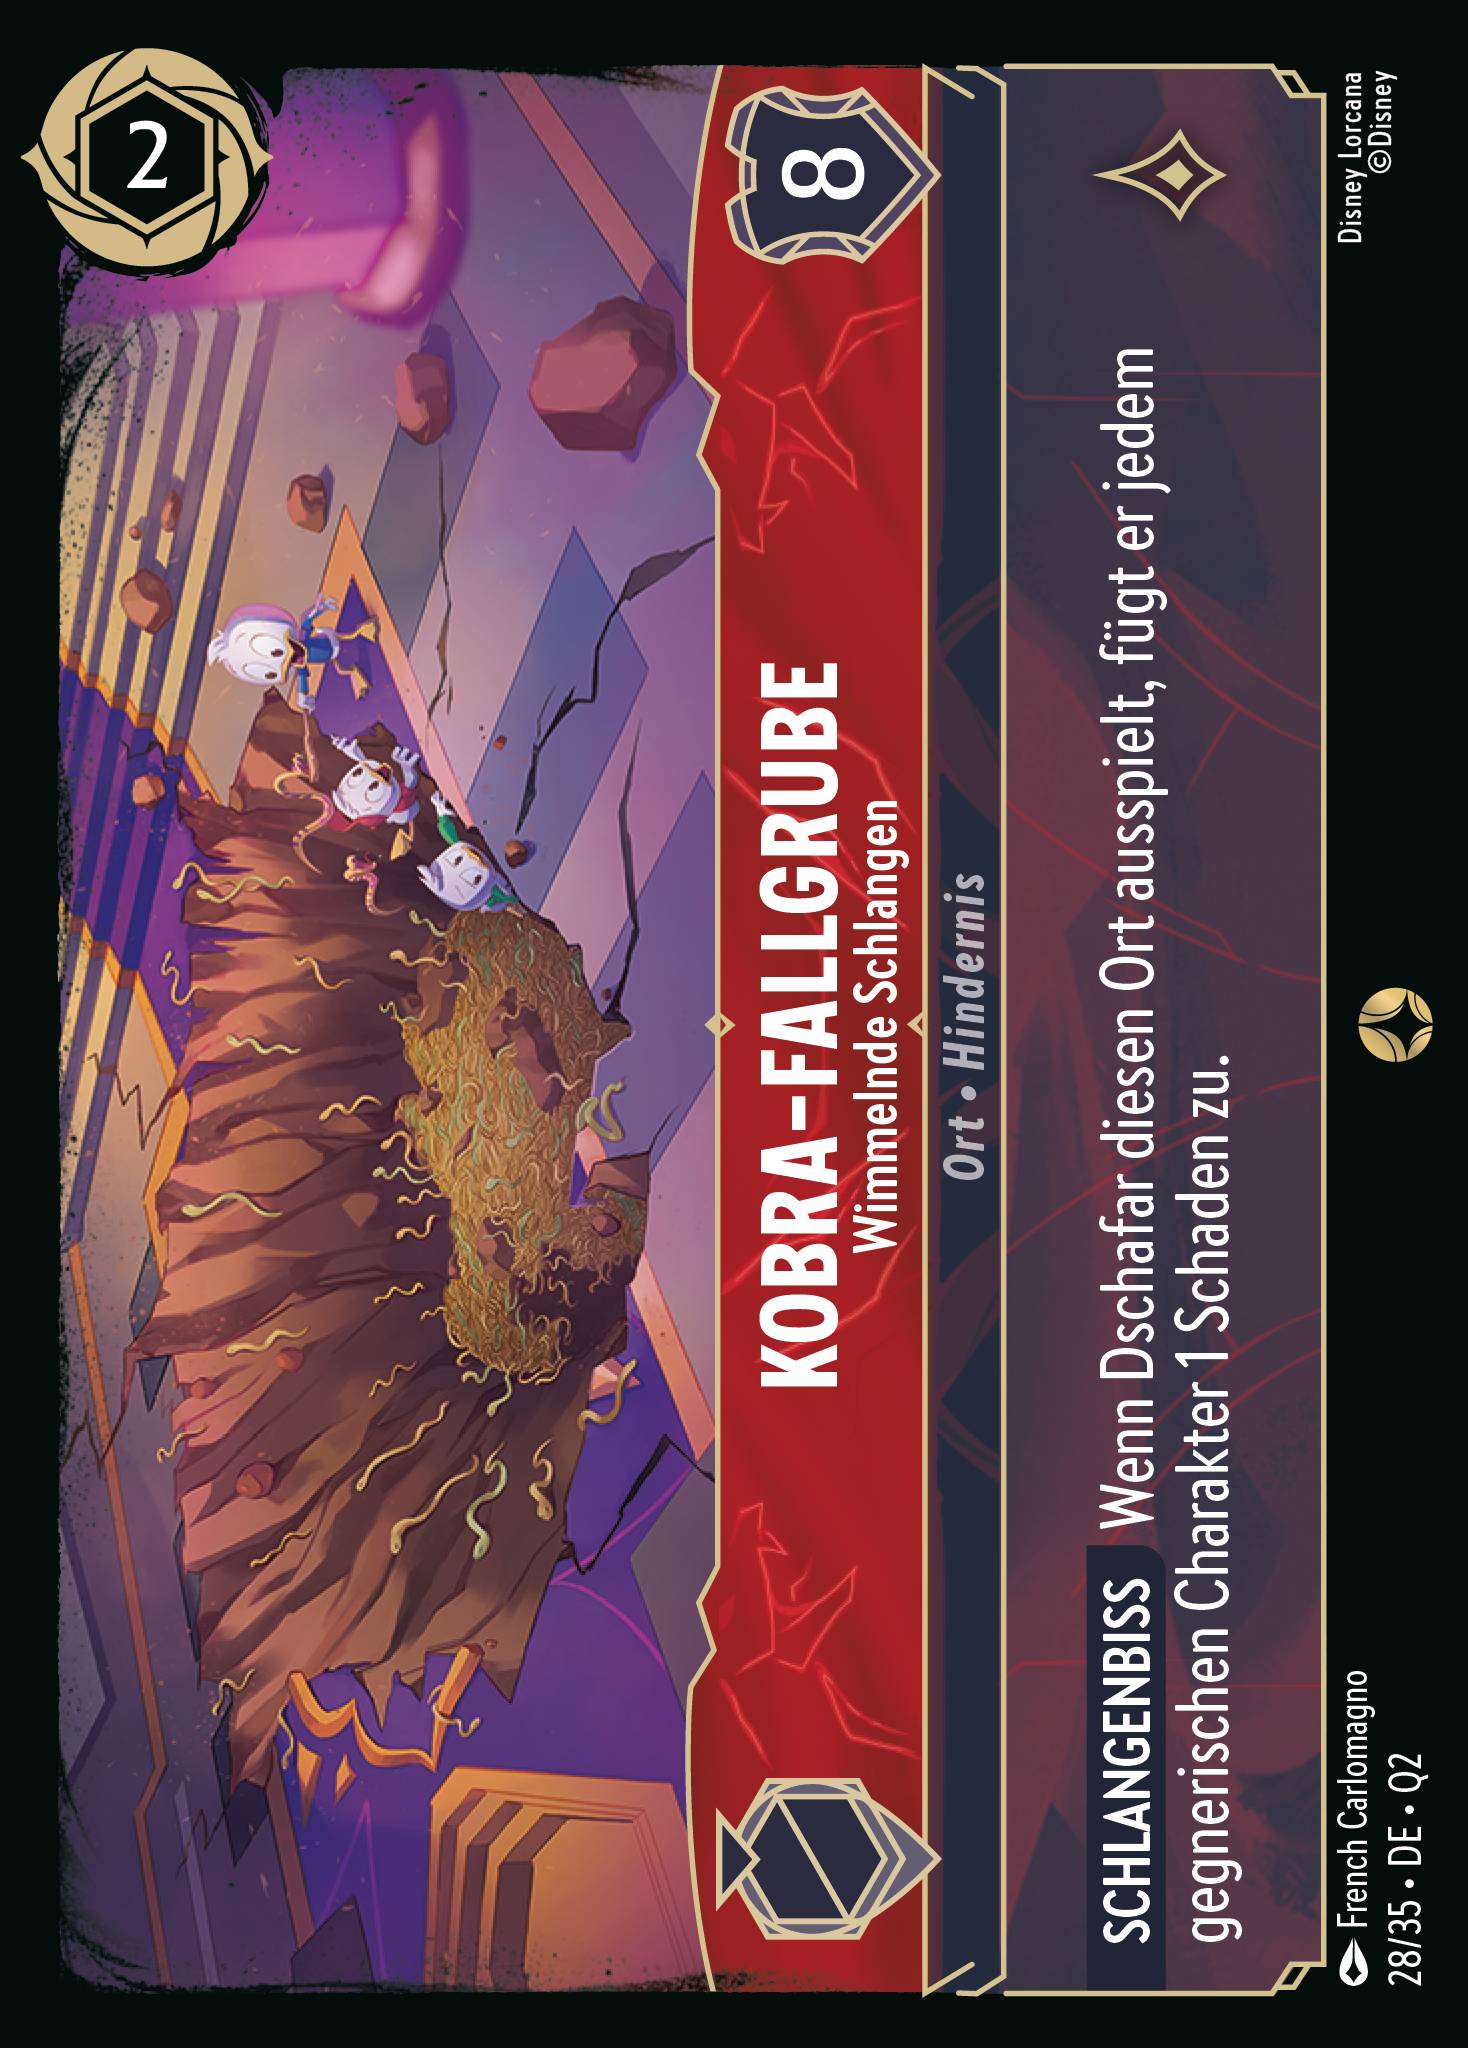 2
KOBRA-FALLGRUBE
Wimmelnde Schlangen
8
Ort • Hindernis
SCHLANGENBISS Wenn Dschafar diesen Ort ausspielt, fügt er jedem
gegnerischen Charakter 1 Schaden zu.
French Carlomagno
28/35 • DE • Q2
Disney Lorcana
©Disney